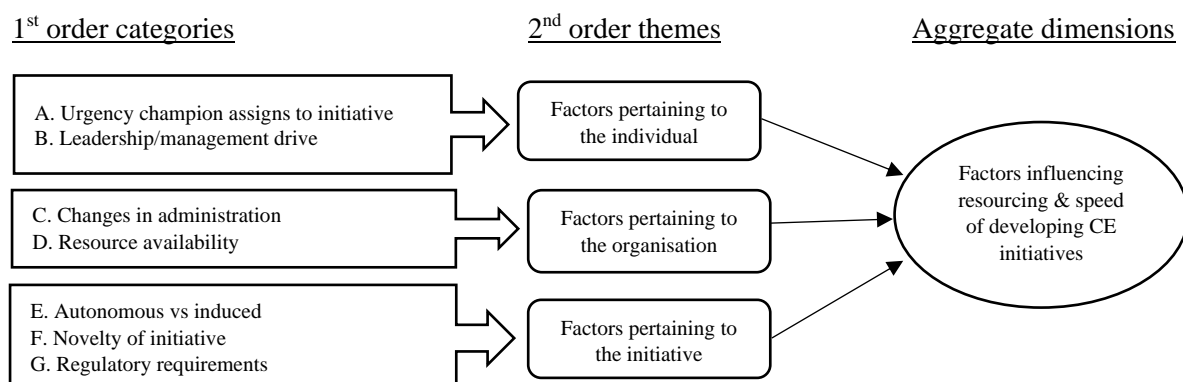 1st order categories
2nd order themes
Aggregate dimensions
A. Urgency champion assigns to initiative
B. Leadership/management drive
Factors pertaining to
the individual
C. Changes in administration
D. Resource availability
Factors pertaining to
the organisation
E. Autonomous vs induced
F. Novelty of initiative
G. Regulatory requirements
Factors pertaining to
the initiative
Factors influencing
resourcing & speed
of developing CE
initiatives